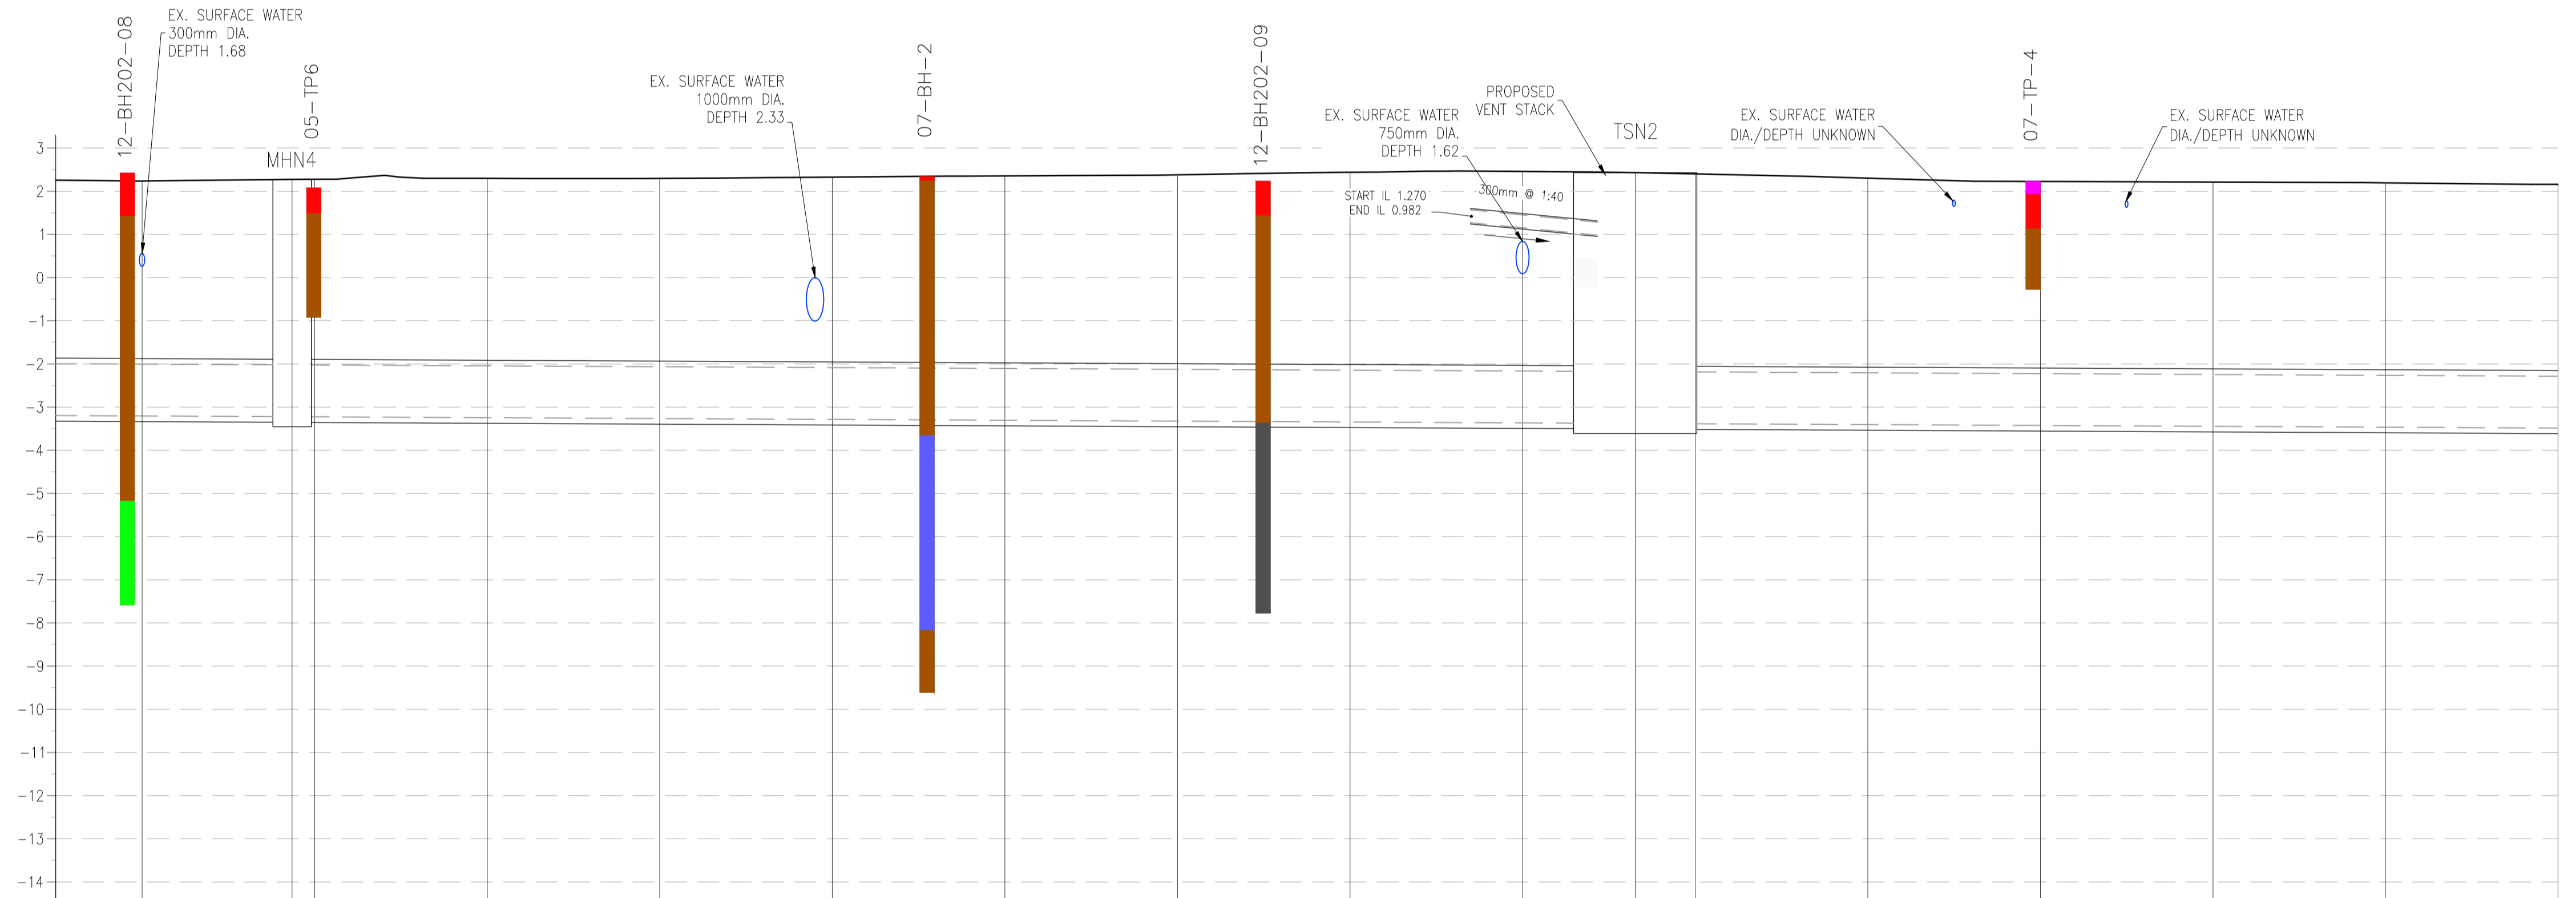 12-BH202-08
EX. SURFACE WATER
300mm DIA.
DEPTH 1.68
05-TP6
MHN4
EX. SURFACE WATER
1000mm DIA.
DEPTH 2.33
07-BH-2
12-BH202-09
EX. SURFACE WATER
750mm DIA.
DEPTH 1.62
PROPOSED
VENT STACK
TSN2
START IL 1.270
END IL 0.982
300mm @ 1:40
EX. SURFACE WATER
DIA./DEPTH UNKNOWN
07-TP-4
EX. SURFACE WATER
DIA./DEPTH UNKNOWN
3
2
1
0
-1
-2
-3
-4
-5
-6
-7
-8
-9
-10
-11
-12
-13
-14